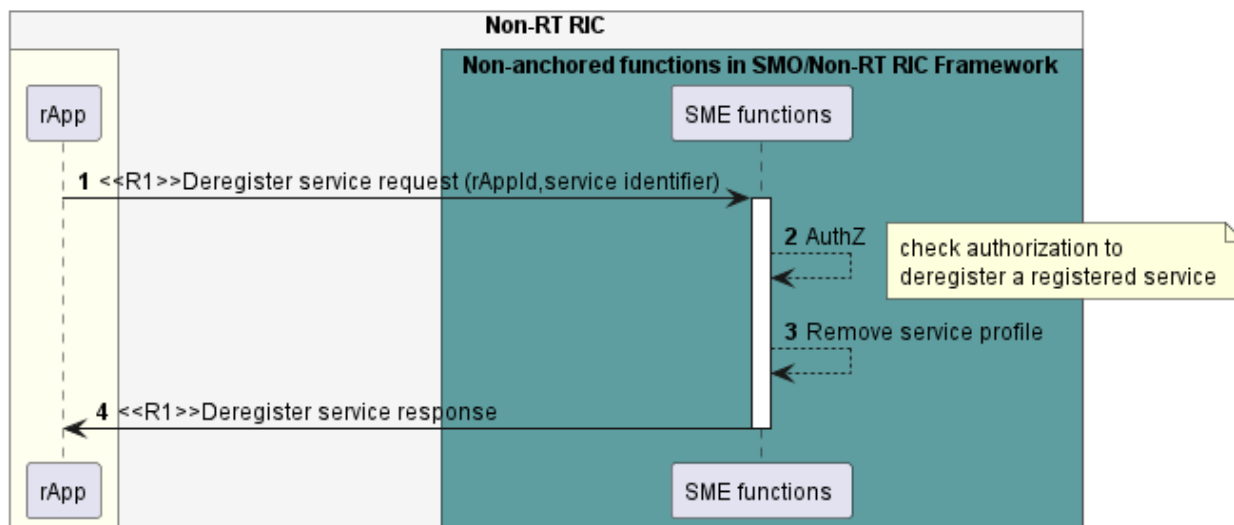 Non-RT RIC
Non-anchored functions in SMO/Non-RT RIC Framework
rApp
SME functions
1 <<R1>>Deregister service request (rAppId,service identifier)
2 AuthZ
check authorization to
deregister a registered service
3 Remove service profile
4 <<R1>>Deregister service response
rApp
SME functions